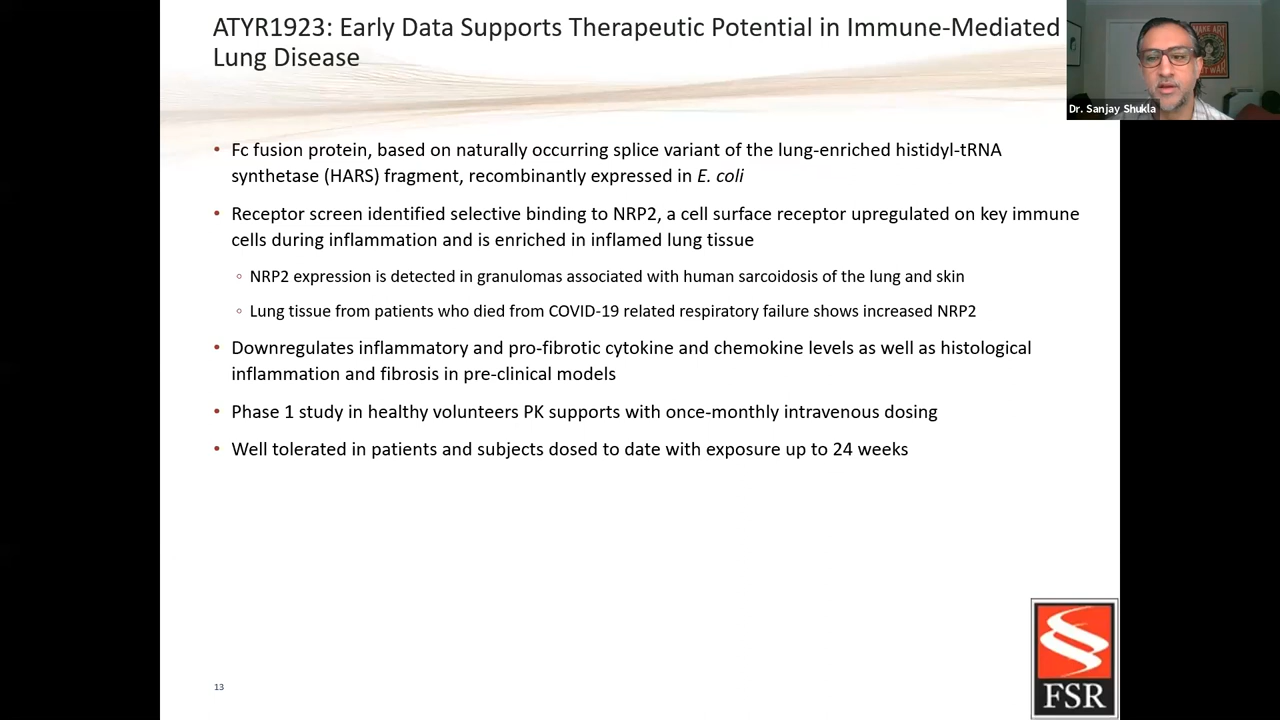 ATYR1923: Early Data Supports Therapeutic Potential in Immune-Mediated
Lung Disease
MAKE ART
NOT WAR
Dr. Sanjay Shukla
• Fc fusion protein, based on naturally occurring splice variant of the lung-enriched histidyl-tRNA
synthetase (HARS) fragment, recombinantly expressed in E. coli
• Receptor screen identified selective binding to NRP2, a cell surface receptor upregulated on key immune
cells during inflammation and is enriched in inflamed lung tissue
◦ NRP2 expression is detected in granulomas associated with human sarcoidosis of the lung and skin
◦ Lung tissue from patients who died from COVID-19 related respiratory failure shows increased NRP2
• Downregulates inflammatory and pro-fibrotic cytokine and chemokine levels as well as histological
inflammation and fibrosis in pre-clinical models
• Phase 1 study in healthy volunteers PK supports with once-monthly intravenous dosing
• Well tolerated in patients and subjects dosed to date with exposure up to 24 weeks
13
FSR